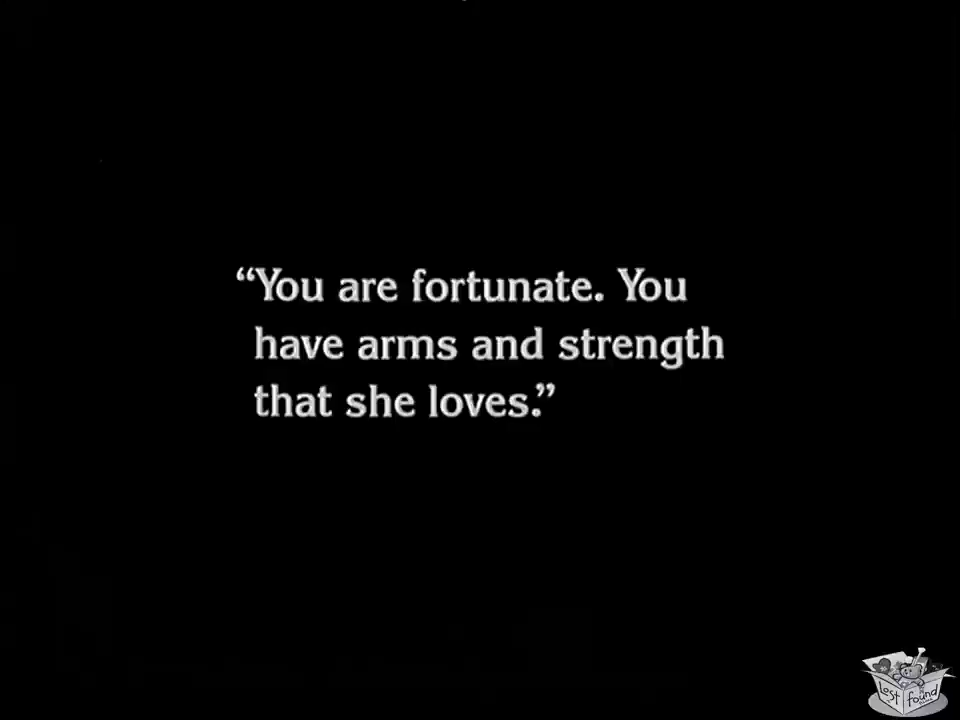 “You are fortunate. You
have arms and strength
that she loves.”
Lost
found